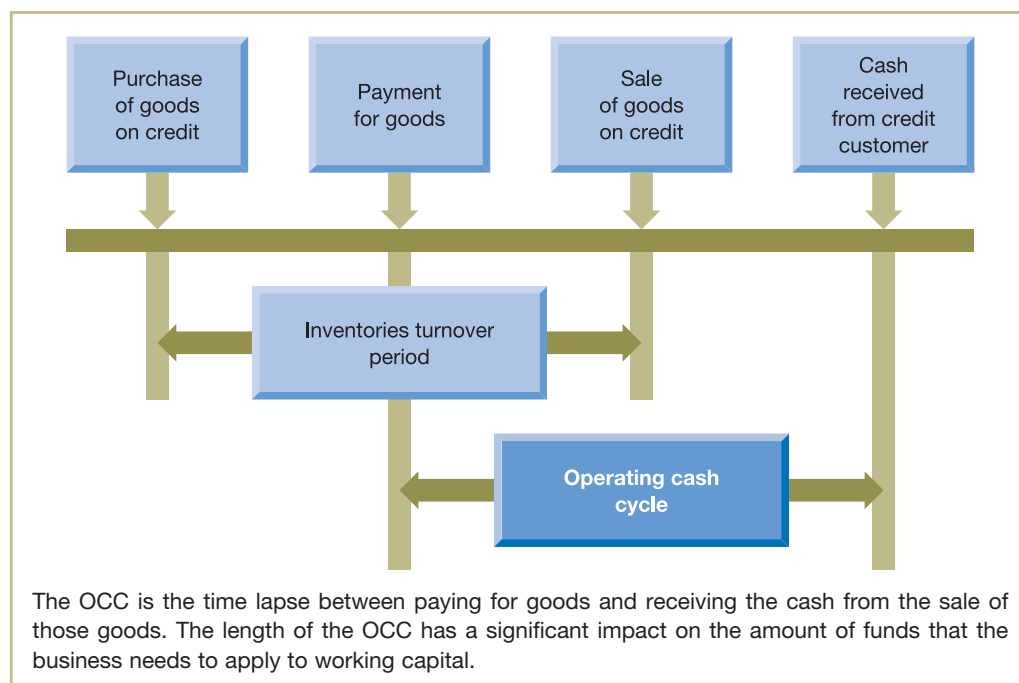 Purchase
of goods
on credit
Payment
for goods
Sale
of goods
on credit
Cash
received
from credit
customer
Inventories turnover
period
Operating cash
cycle
The OCC is the time lapse between paying for goods and receiving the cash from the sale of
those goods. The length of the OCC has a significant impact on the amount of funds that the
business needs to apply to working capital.